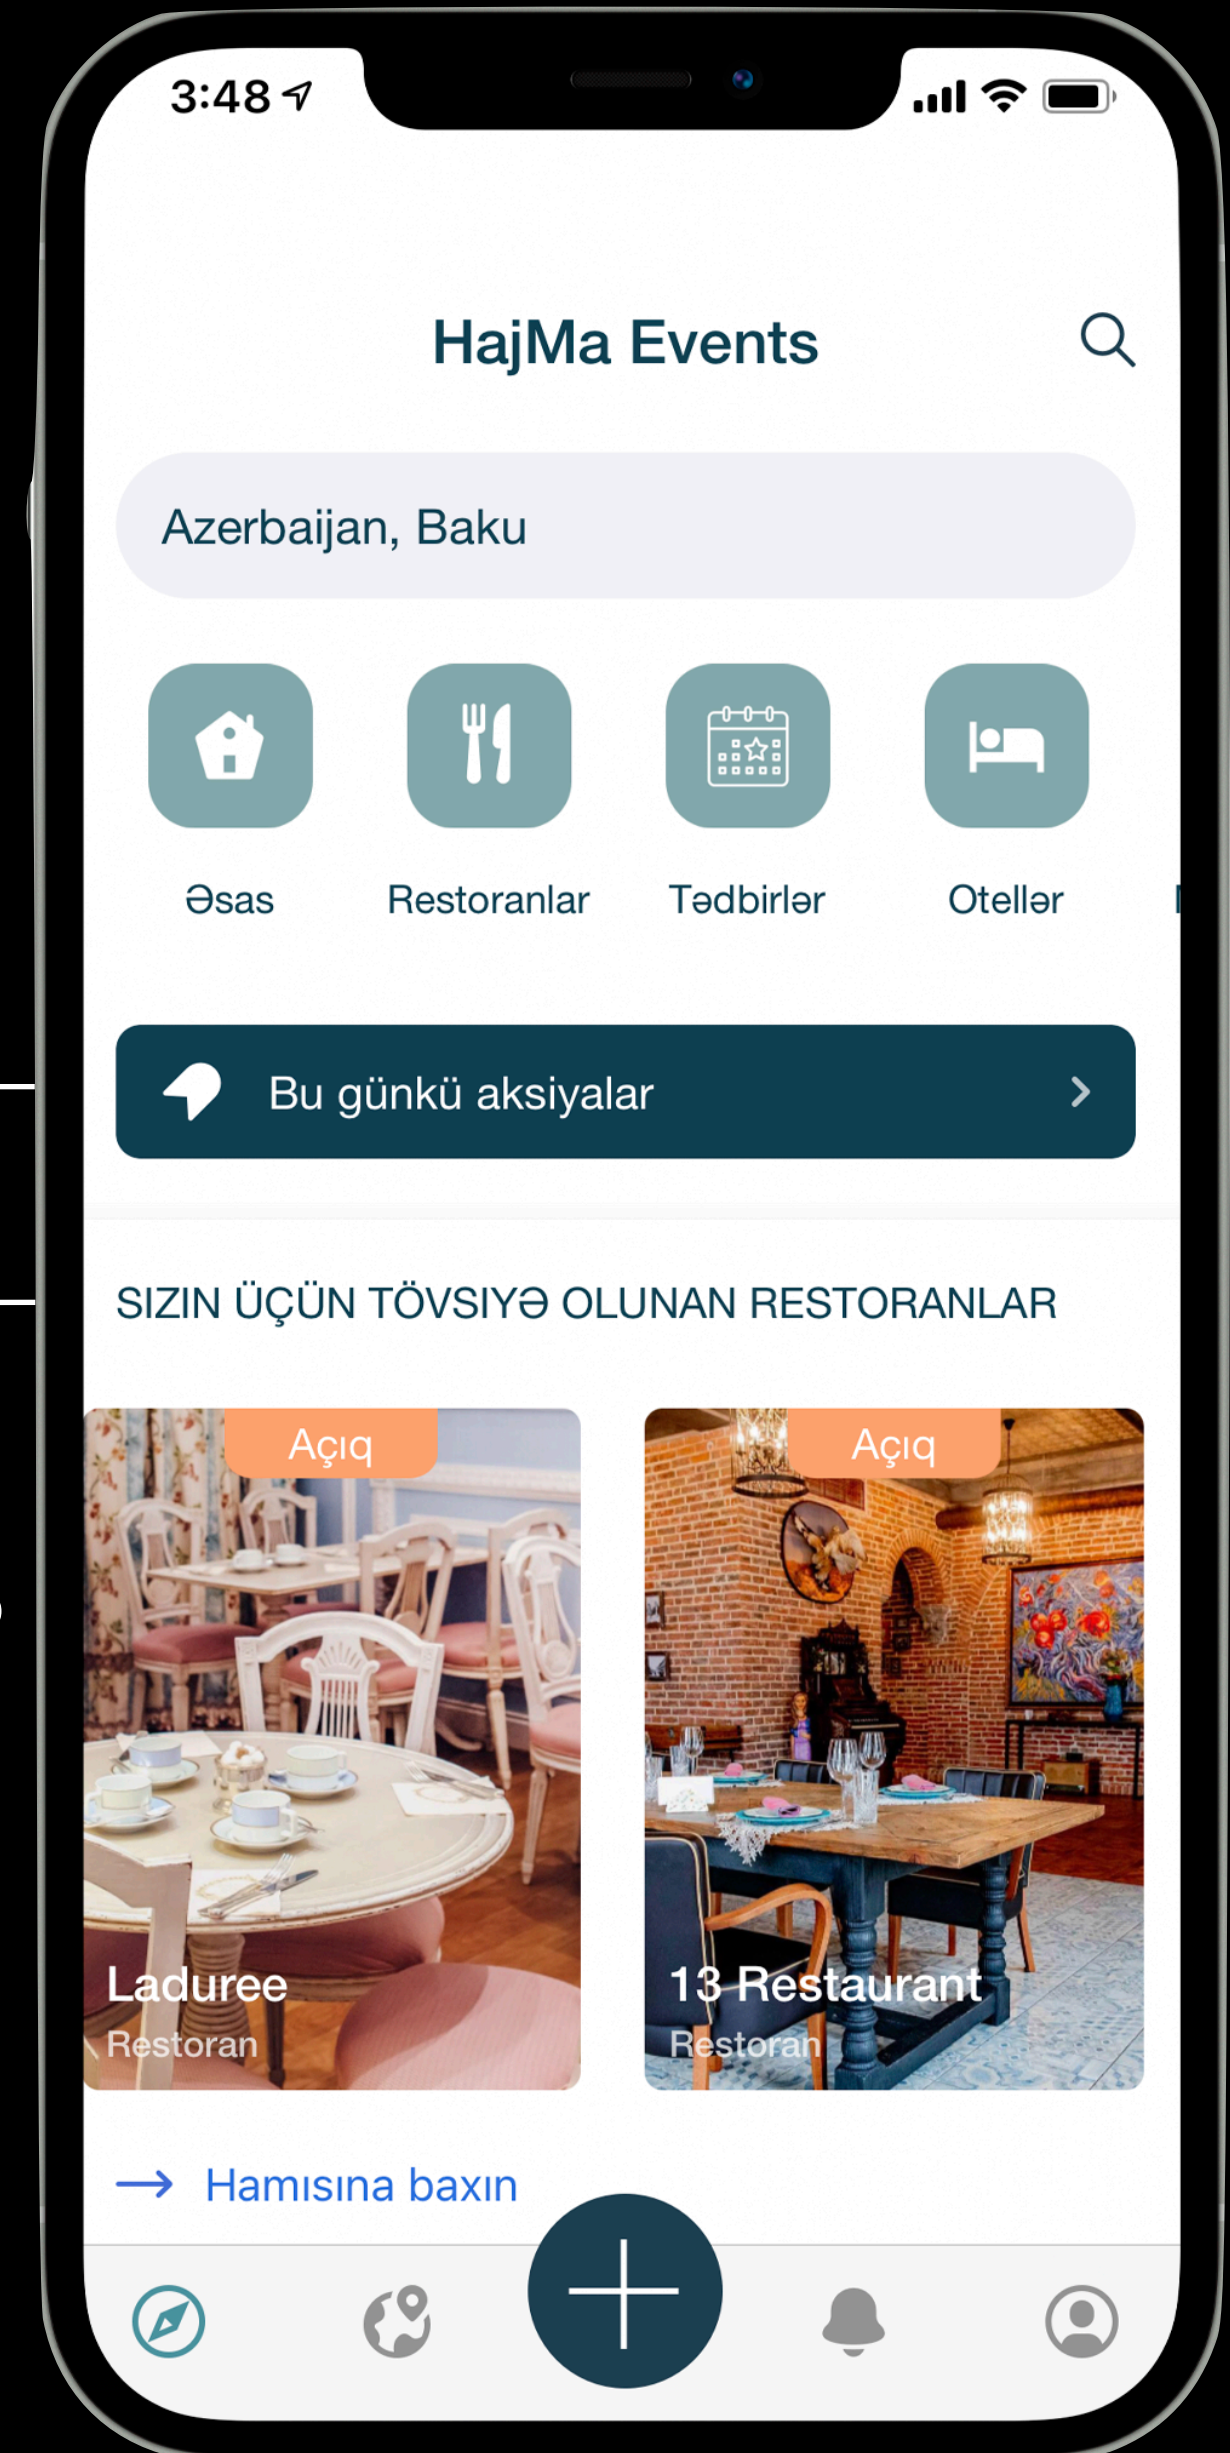 3:48
HajMa Events
Azerbaijan, Baku
Əsas
Restoranlar
Tədbirlər
Otellər
Bu günkü aksiyalar
SIZIN ÜÇÜN TÖVSIYƏ OLUNAN RESTORANLAR
Açıq
Açıq
Laduree
Restoran
13 Restaurant
Restoran
Hamısına baxın